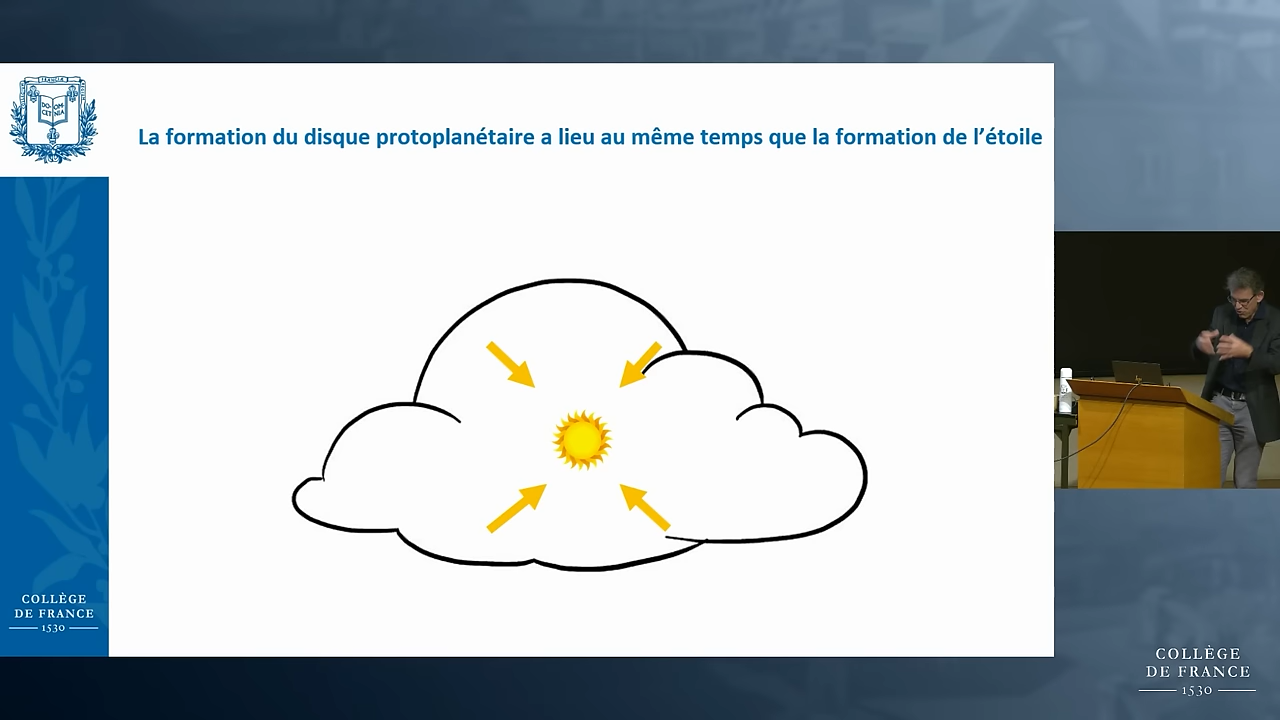 La formation du disque protoplanétaire a lieu au même temps que la formation de l'étoile
COLLÈGE
DE FRANCE
1530
COLLÈGE
DE FRANCE
1530